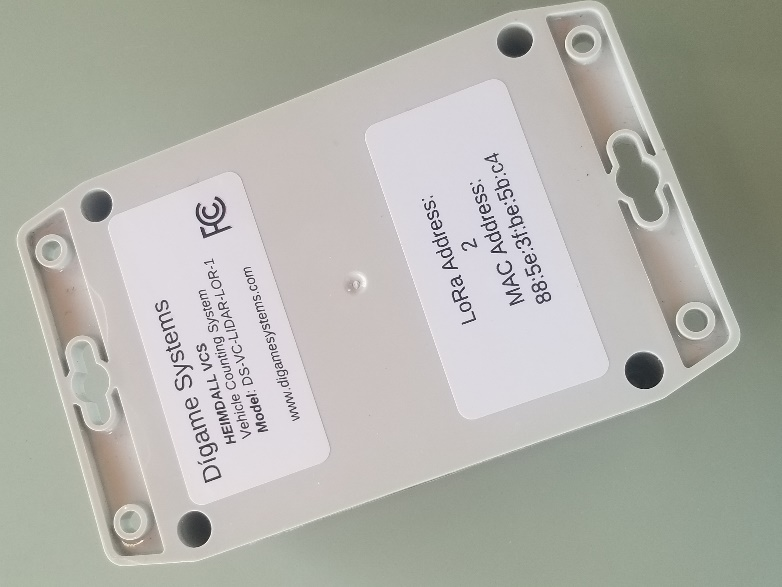 Dígame Systems
HEIMDALL VCS
Vehicle Counting System
Model: DS-VC-LIDAR-LOR-1
www.digamesystems.com
FC
LoRa Address:
2
MAC Address:
88:5e:3f:be:5b:c4